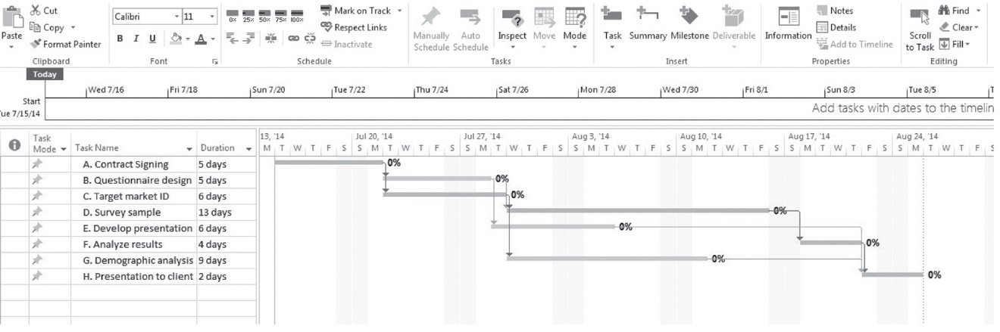 Cut
Copy
Format Painter
Paste
Clipboard
Calibri 11
B I U A
Font
0% 25% 50% 75% 100%
Mark on Track
Respect Links
Inactivate
Schedule
Manually Schedule
Auto Schedule
Inspect
Move
Mode
Tasks
Task
Summary
Milestone
Deliverable
Insert
Information
Notes
Details
Add to Timeline
Properties
Scroll to Task
Find
Clear
Fill
Editing
Today
Wed 7/16 Fri 7/18 Sun 7/20 Tue 7/22 Thu 7/24 Sat 7/26 Mon 7/28 Wed 7/30 Fri 8/1 Sun 8/3 Tue 8/5 T
Start
ue 7/15/14
Add tasks with dates to the timelin
Task Mode Task Name Duration
13, '14 Jul 20, '14 Jul 27, '14 Aug 3, '14 Aug 10, '14 Aug 17, '14 Aug 24, '14
M T W T F S S M T W T F S S M T W T F S S M T W T F S S M T W T F S S M T W T F S S M T W T F S
A. Contract Signing 5 days 0%
B. Questionnaire design 5 days 0%
C. Target market ID 6 days 0%
D. Survey sample 13 days 0%
E. Develop presentation 6 days 0%
F. Analyze results 4 days 0%
G. Demographic analysis 9 days 0%
H. Presentation to client 2 days 0%